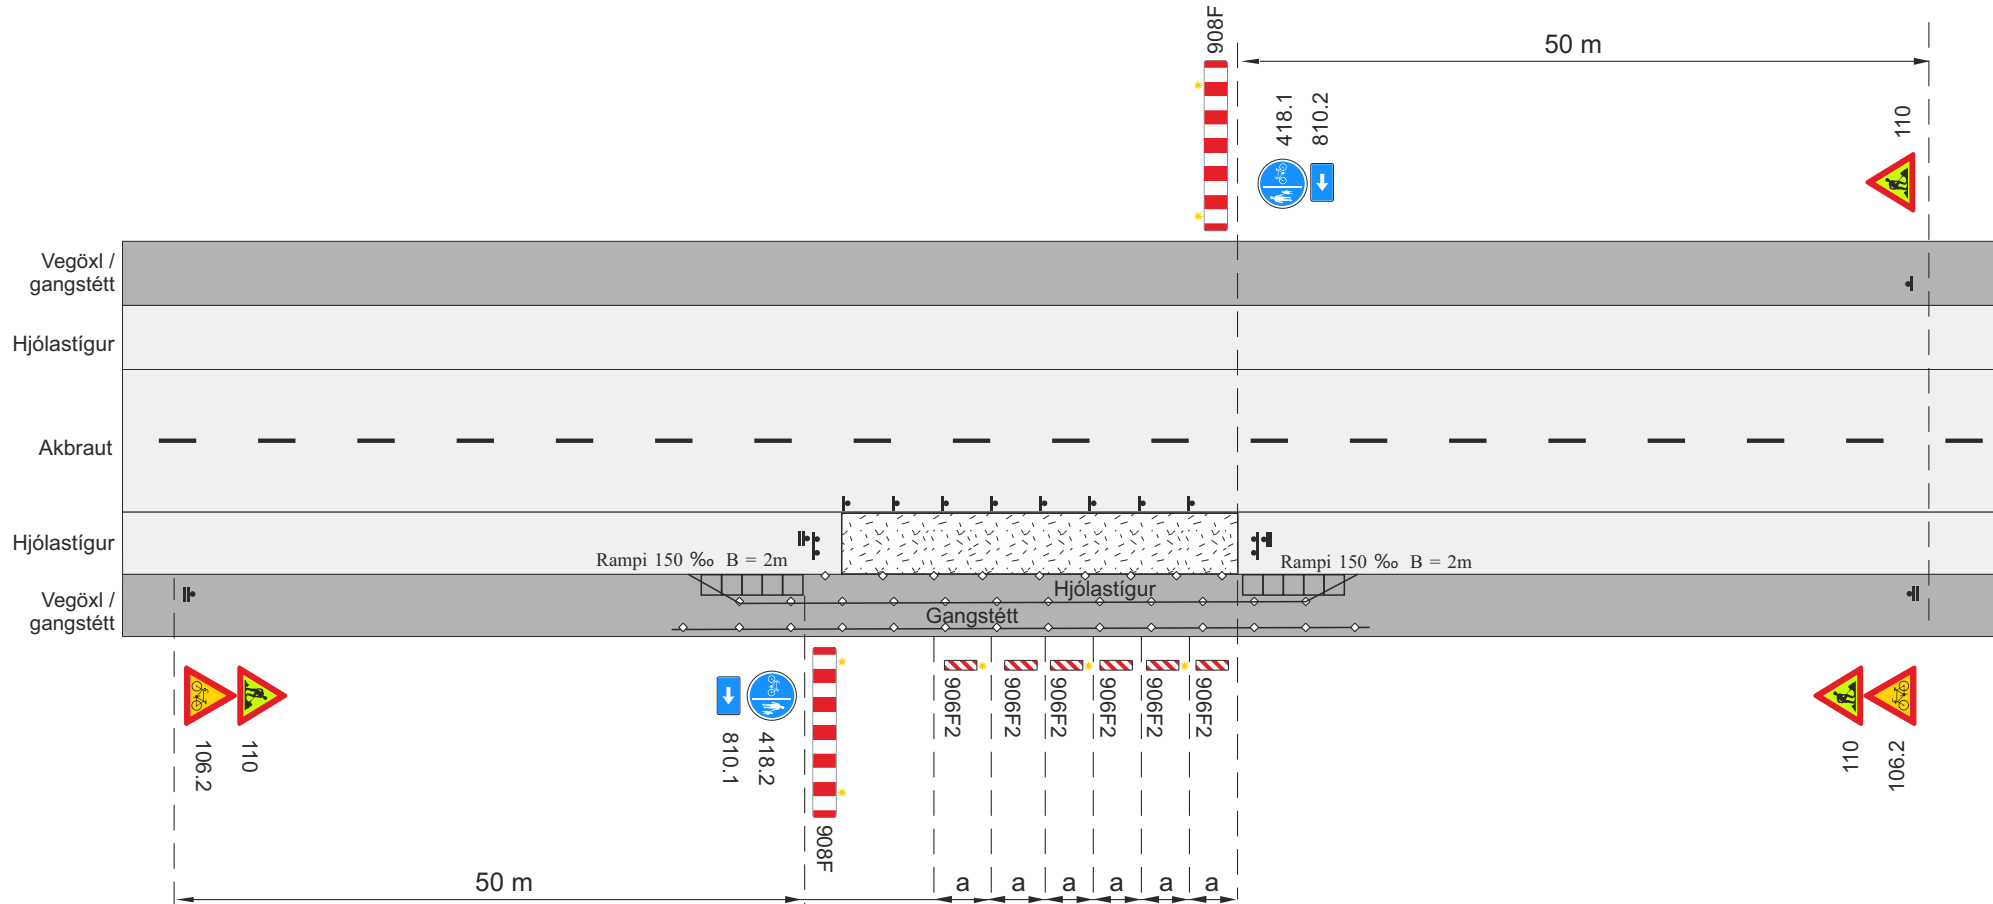 908F
50 m
418.1
810.2
110
Vegöxl /
gangstétt
Hjólastígur
Akbraut
Hjólastígur
Rampi 150 ‰ B = 2m
Rampi 150 ‰ B = 2m
Hjólastígur
Vegöxl /
gangstétt
Gangstétt
106.2
110
810.1
418.2
908F
906F2
906F2
906F2
906F2
906F2
906F2
110
106.2
50 m
a
a
a
a
a
a